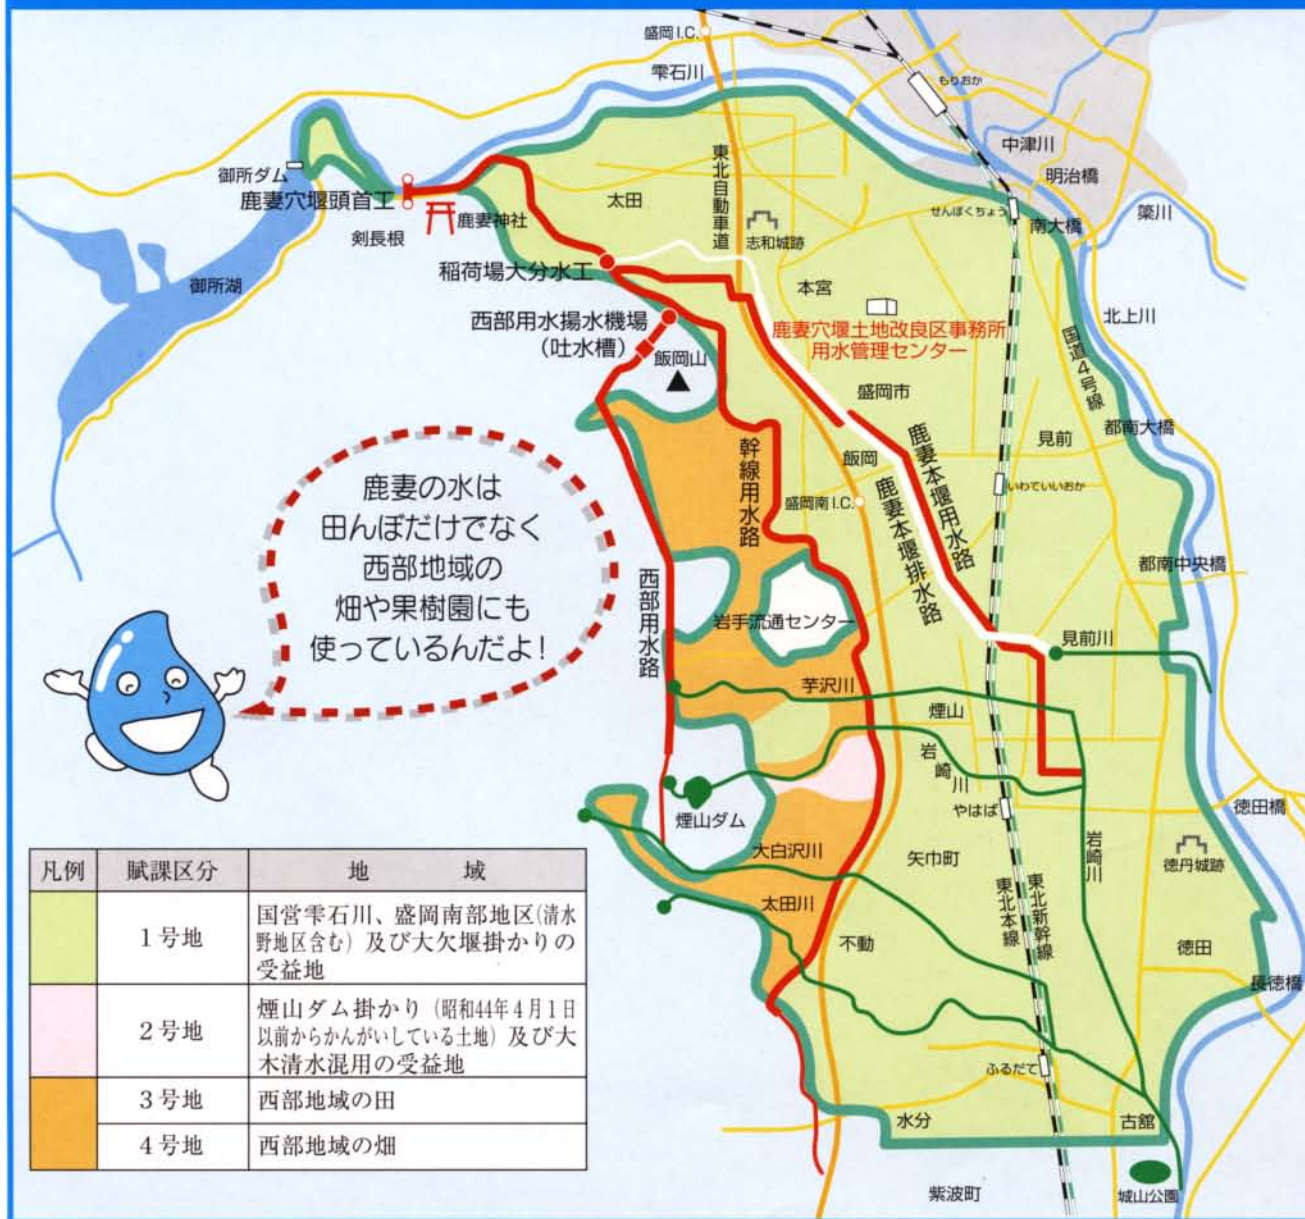 盛岡I.C.
雫石川
もりおか
中津川
明治橋
御所ダム
鹿妻穴堰頭首工
剣長根
鹿妻神社
太田
東北自動車道
志和城跡
せんぼくちょう
南大橋
簗川
御所湖
稲荷場大分水工
本宮
西部用水揚水機場
(吐水槽)
飯岡山
鹿妻穴堰土地改良区事務所
用水管理センター
北上川
国道4号線
盛岡市
見前
都南大橋
幹線用水路
飯岡
鹿妻本堰用水路
鹿妻本堰排水路
盛岡南I.C.
いわていいおか
鹿妻の水は
田んぼだけでなく
西部地域の
畑や果樹園にも
使っているんだよ!
西部用水路
岩手流通センター
都南中央橋
見前川
芋沢川
煙山
岩崎川
やはば
徳田橋
煙山ダム
大白沢川
矢巾町
岩崎川
徳丹城跡
太田川
東北本線
東北新幹線
不動
徳田
長徳橋
ふるだて
水分
古舘
紫波町
城山公園
凡例 賦課区分 地域
1号地 国営雫石川、盛岡南部地区(清水
野地区含む)及び大欠堰掛かりの
受益地
2号地 煙山ダム掛かり(昭和44年4月1日
以前からかんがいしている土地)及び大
木清水混用の受益地
3号地 西部地域の田
4号地 西部地域の畑